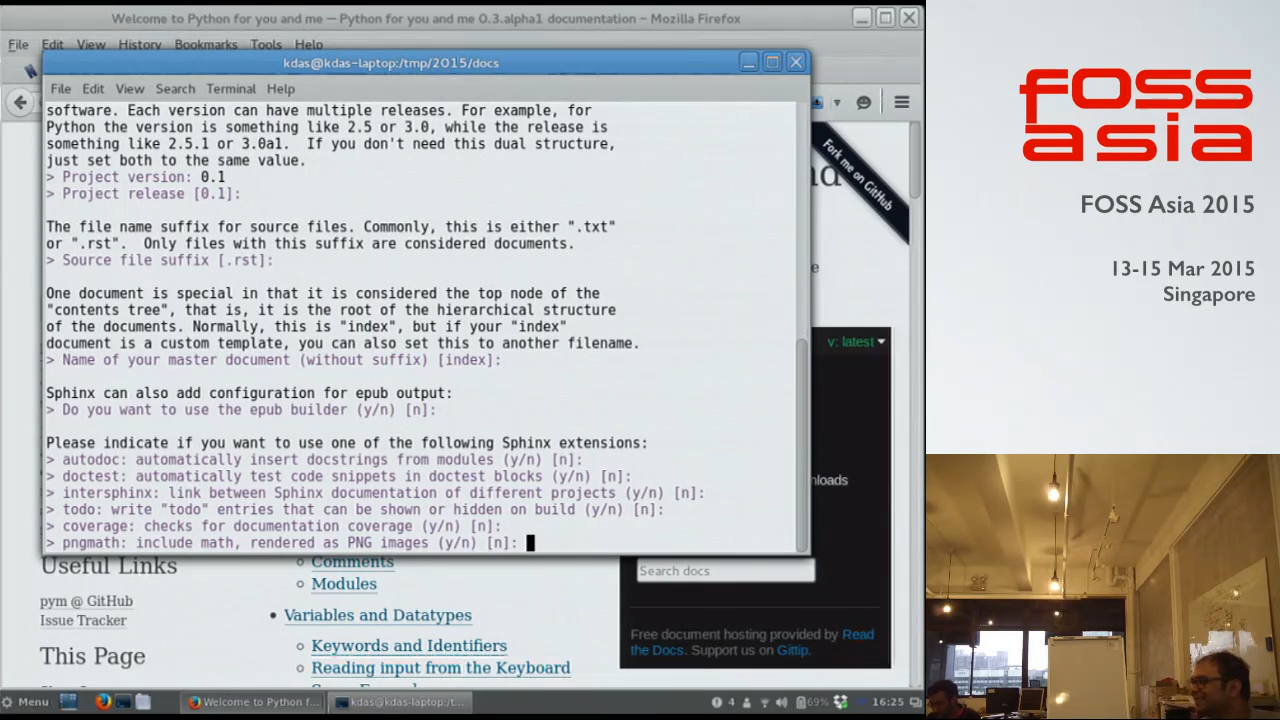 Welcome to Python for you and me — Python for you and me 0.3.alpha1 documentation - Mozilla Firefox
File Edit View History Bookmarks Tools Help
kdas@kdas-laptop:/tmp/2015/docs
File Edit View Search Terminal Help
software. Each version can have multiple releases. For example, for
Python the version is something like 2.5 or 3.0, while the release is
something like 2.5.1 or 3.0a1.  If you don't need this dual structure,
just set both to the same value.
> Project version: 0.1
> Project release [0.1]:
The file name suffix for source files. Commonly, this is either ".txt"
or ".rst".  Only files with this suffix are considered documents.
> Source file suffix [.rst]:
One document is special in that it is considered the top node of the
"contents tree", that is, it is the root of the hierarchical structure
of the documents. Normally, this is "index", but if your "index"
document is a custom template, you can also set this to another filename.
> Name of your master document (without suffix) [index]:
Sphinx can also add configuration for epub output:
> Do you want to use the epub builder (y/n) [n]:
Please indicate if you want to use one of the following Sphinx extensions:
> autodoc: automatically insert docstrings from modules (y/n) [n]:
> doctest: automatically test code snippets in doctest blocks (y/n) [n]:
> intersphinx: link between Sphinx documentation of different projects (y/n) [n]:
> todo: write "todo" entries that can be shown or hidden on build (y/n) [n]:
> coverage: checks for documentation coverage (y/n) [n]:
> pngmath: include math, rendered as PNG images (y/n) [n]:
Fork me on GitHub
v: latest
Search docs
Free document hosting provided by Read
the Docs. Support us on Gittip.
Useful Links
pym @ GitHub
Issue Tracker
This Page
Comments
Modules
Variables and Datatypes
Keywords and Identifiers
Reading input from the Keyboard
Menu
Welcome to Python f...
kdas@kdas-laptop:/t...
4
69%
16:25
FOSS
asia
FOSS Asia 2015
13-15 Mar 2015
Singapore